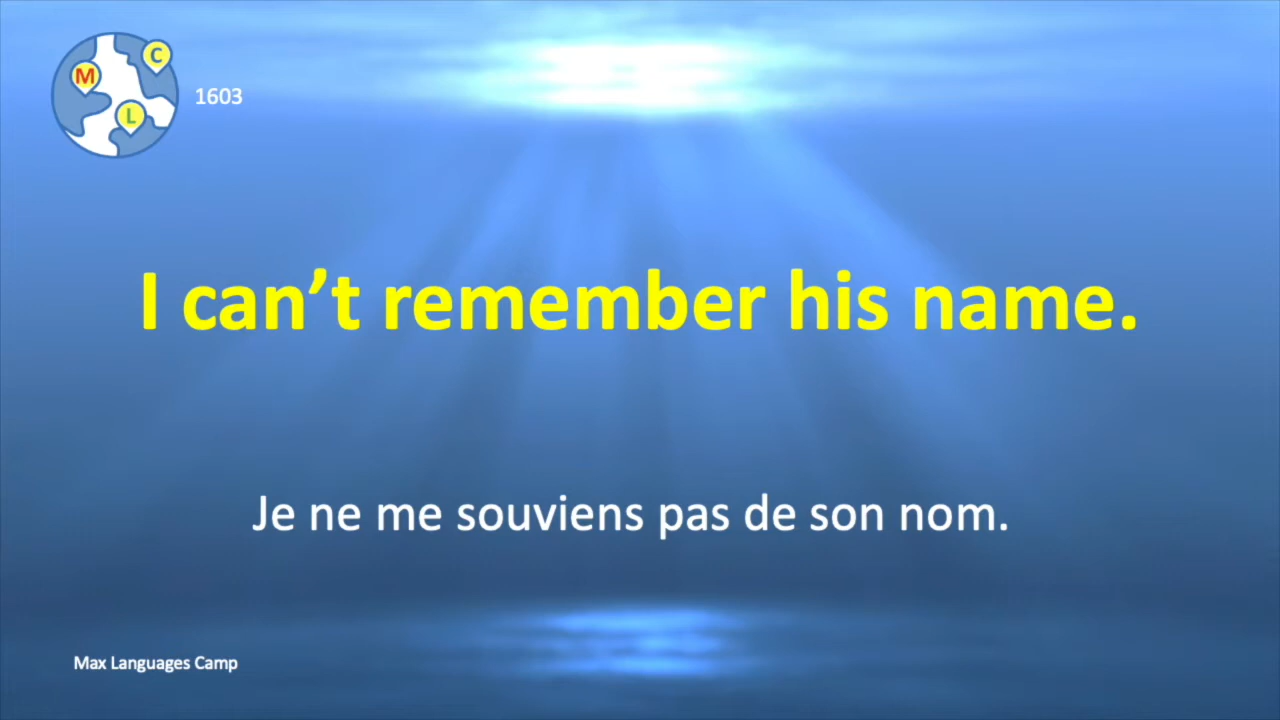 C
M
L
1603
I can’t remember his name.
Je ne me souviens pas de son nom.
Max Languages Camp